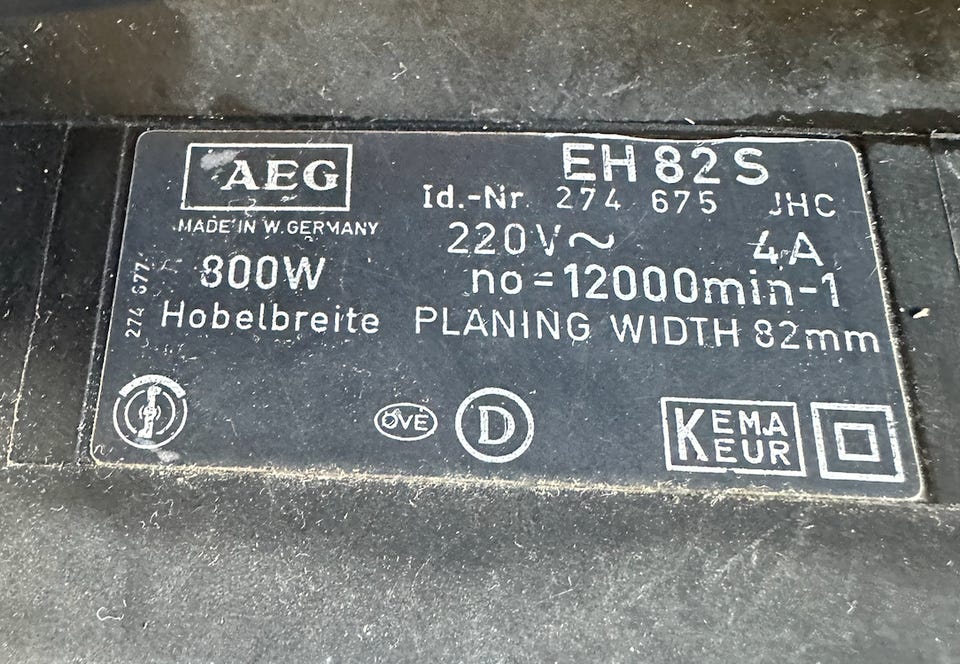 AEG
EH 82 S
MADE IN W. GERMANY
Id.-Nr 274 675 JHC
220V~ 4A
800W
no = 12000min-1
274 677
Hobelbreite PLANING WIDTH 82mm
ÖVE
D
KEMA
KEUR